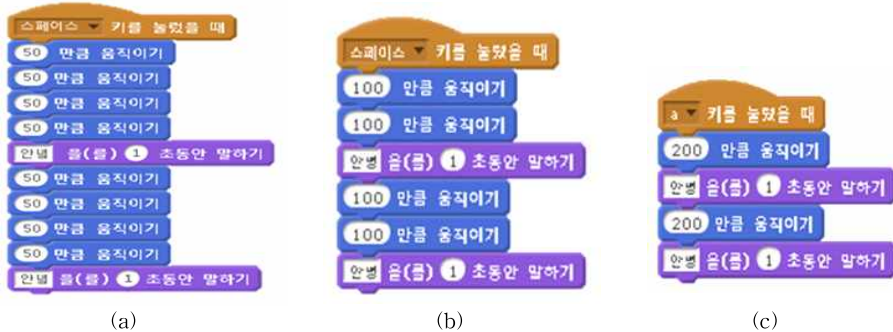 스페이스 키를 눌렀을 때
50 만큼 움직이기
50 만큼 움직이기
50 만큼 움직이기
50 만큼 움직이기
안녕 을(를) 1 초동안 말하기
50 만큼 움직이기
50 만큼 움직이기
50 만큼 움직이기
50 만큼 움직이기
안녕 을(를) 1 초동안 말하기
(a)
스페이스 키를 눌렀을 때
100 만큼 움직이기
100 만큼 움직이기
안녕 을(를) 1 초동안 말하기
100 만큼 움직이기
100 만큼 움직이기
안녕 을(를) 1 초동안 말하기
(b)
a 키를 눌렀을 때
200 만큼 움직이기
안녕 을(를) 1 초동안 말하기
200 만큼 움직이기
안녕 을(를) 1 초동안 말하기
(c)